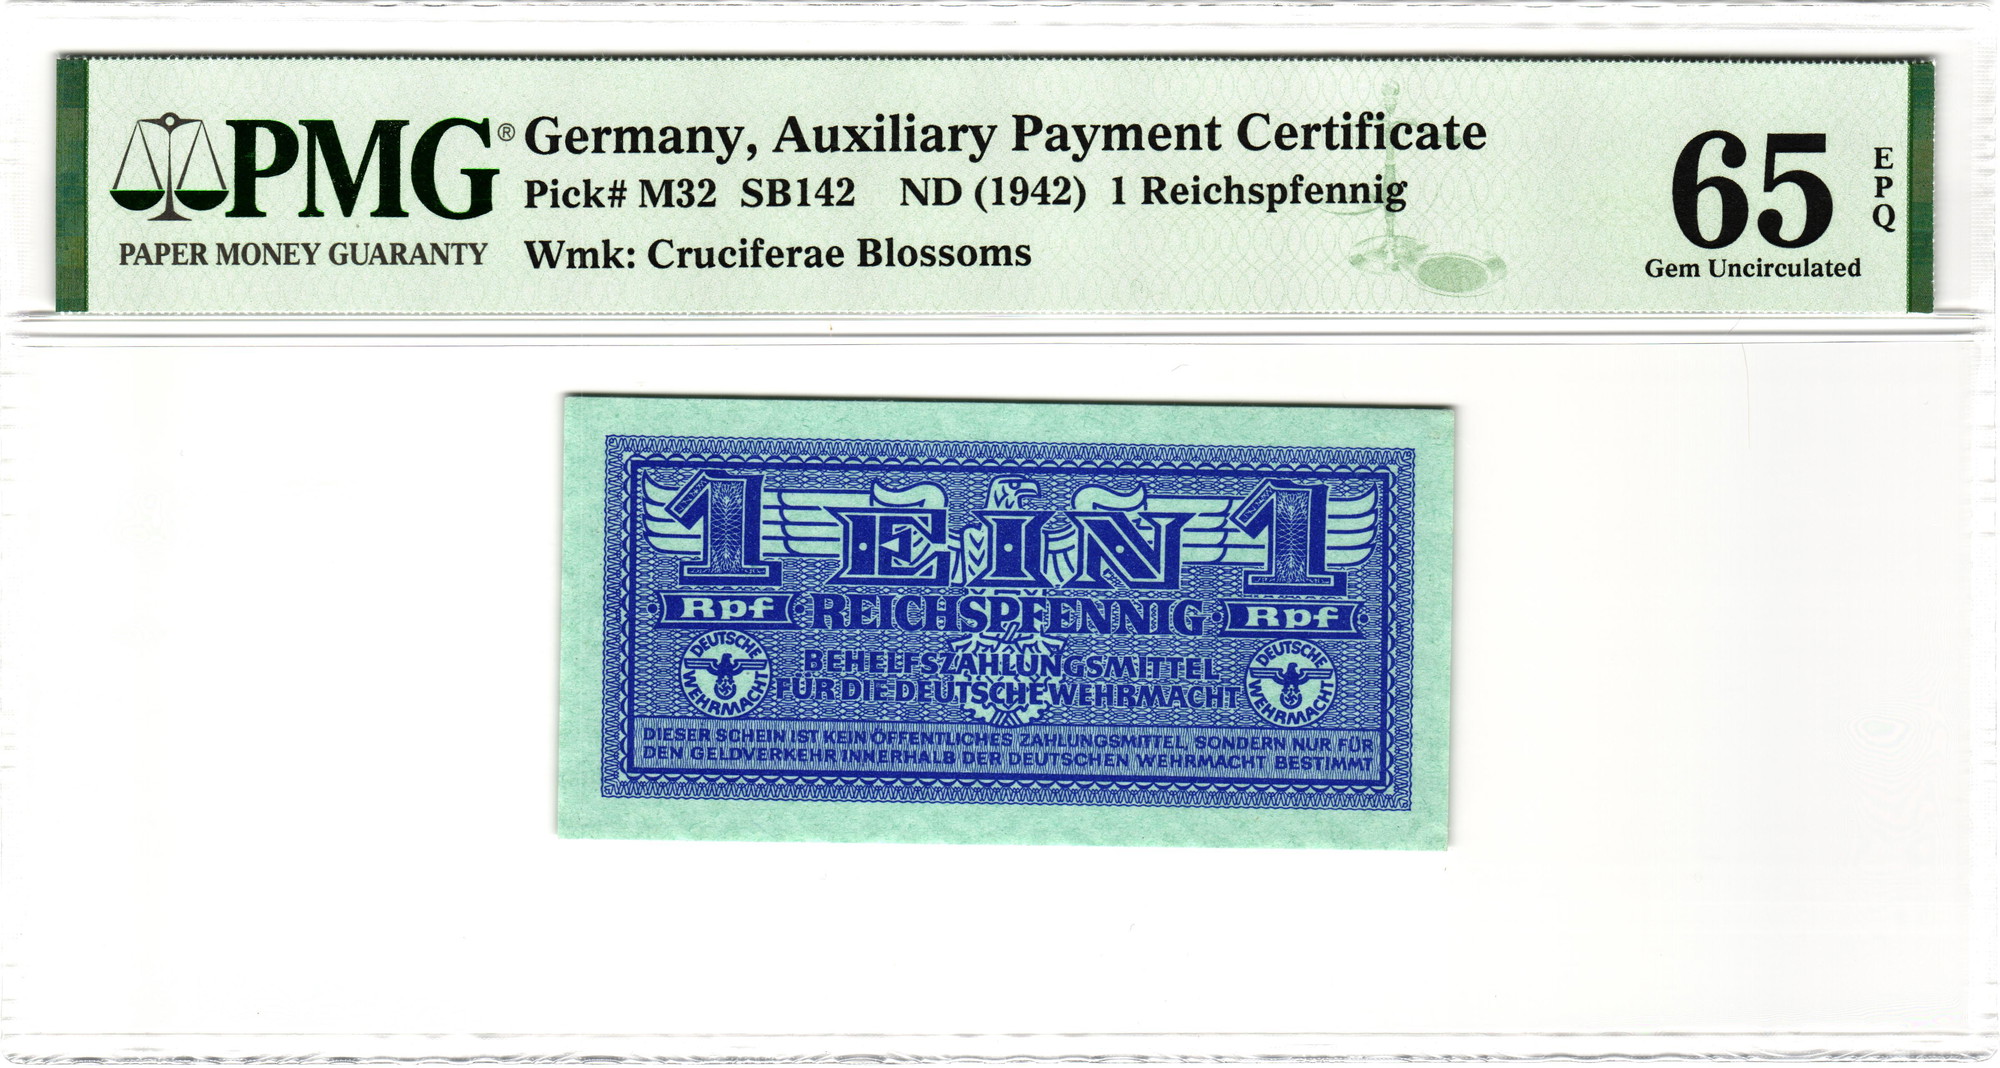 PMG®
PAPER MONEY GUARANTY
Germany, Auxiliary Payment Certificate
Pick# M32 SB142 ND (1942) 1 Reichspfennig
Wmk: Cruciferae Blossoms
65
EPQ
Gem Uncirculated
1 EIN 1
Rpf REICHSPFENNIG Rpf
DEUTSCHE WEHRMACHT
BEHELFSZAHLUNGSMITTEL
FÜR DIE DEUTSCHE WEHRMACHT
DEUTSCHE WEHRMACHT
DIESER SCHEIN IST KEIN ÖFFENTLICHES ZAHLUNGSMITTEL, SONDERN NUR FÜR
DEN GELDVERKEHR INNERHALB DER DEUTSCHEN WEHRMACHT BESTIMMT